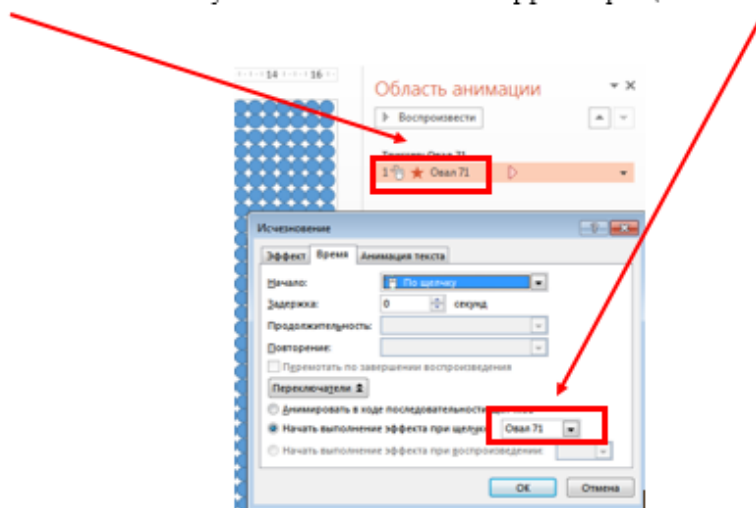 14 16
Область анимации
Воспроизвести
Овал 71
1 Овал 71
Исчезновение
Эффект Время Анимация текста
Начало: По щелчку
Задержка: 0 секунд
Продолжительность:
Повторение:
Перемотать по завершении воспроизведения
Переключатели
Анимировать в ходе последовательности
Начать выполнение эффекта при щелчке Овал 71
Начать выполнение эффекта при воспроизведении:
ОК Отмена